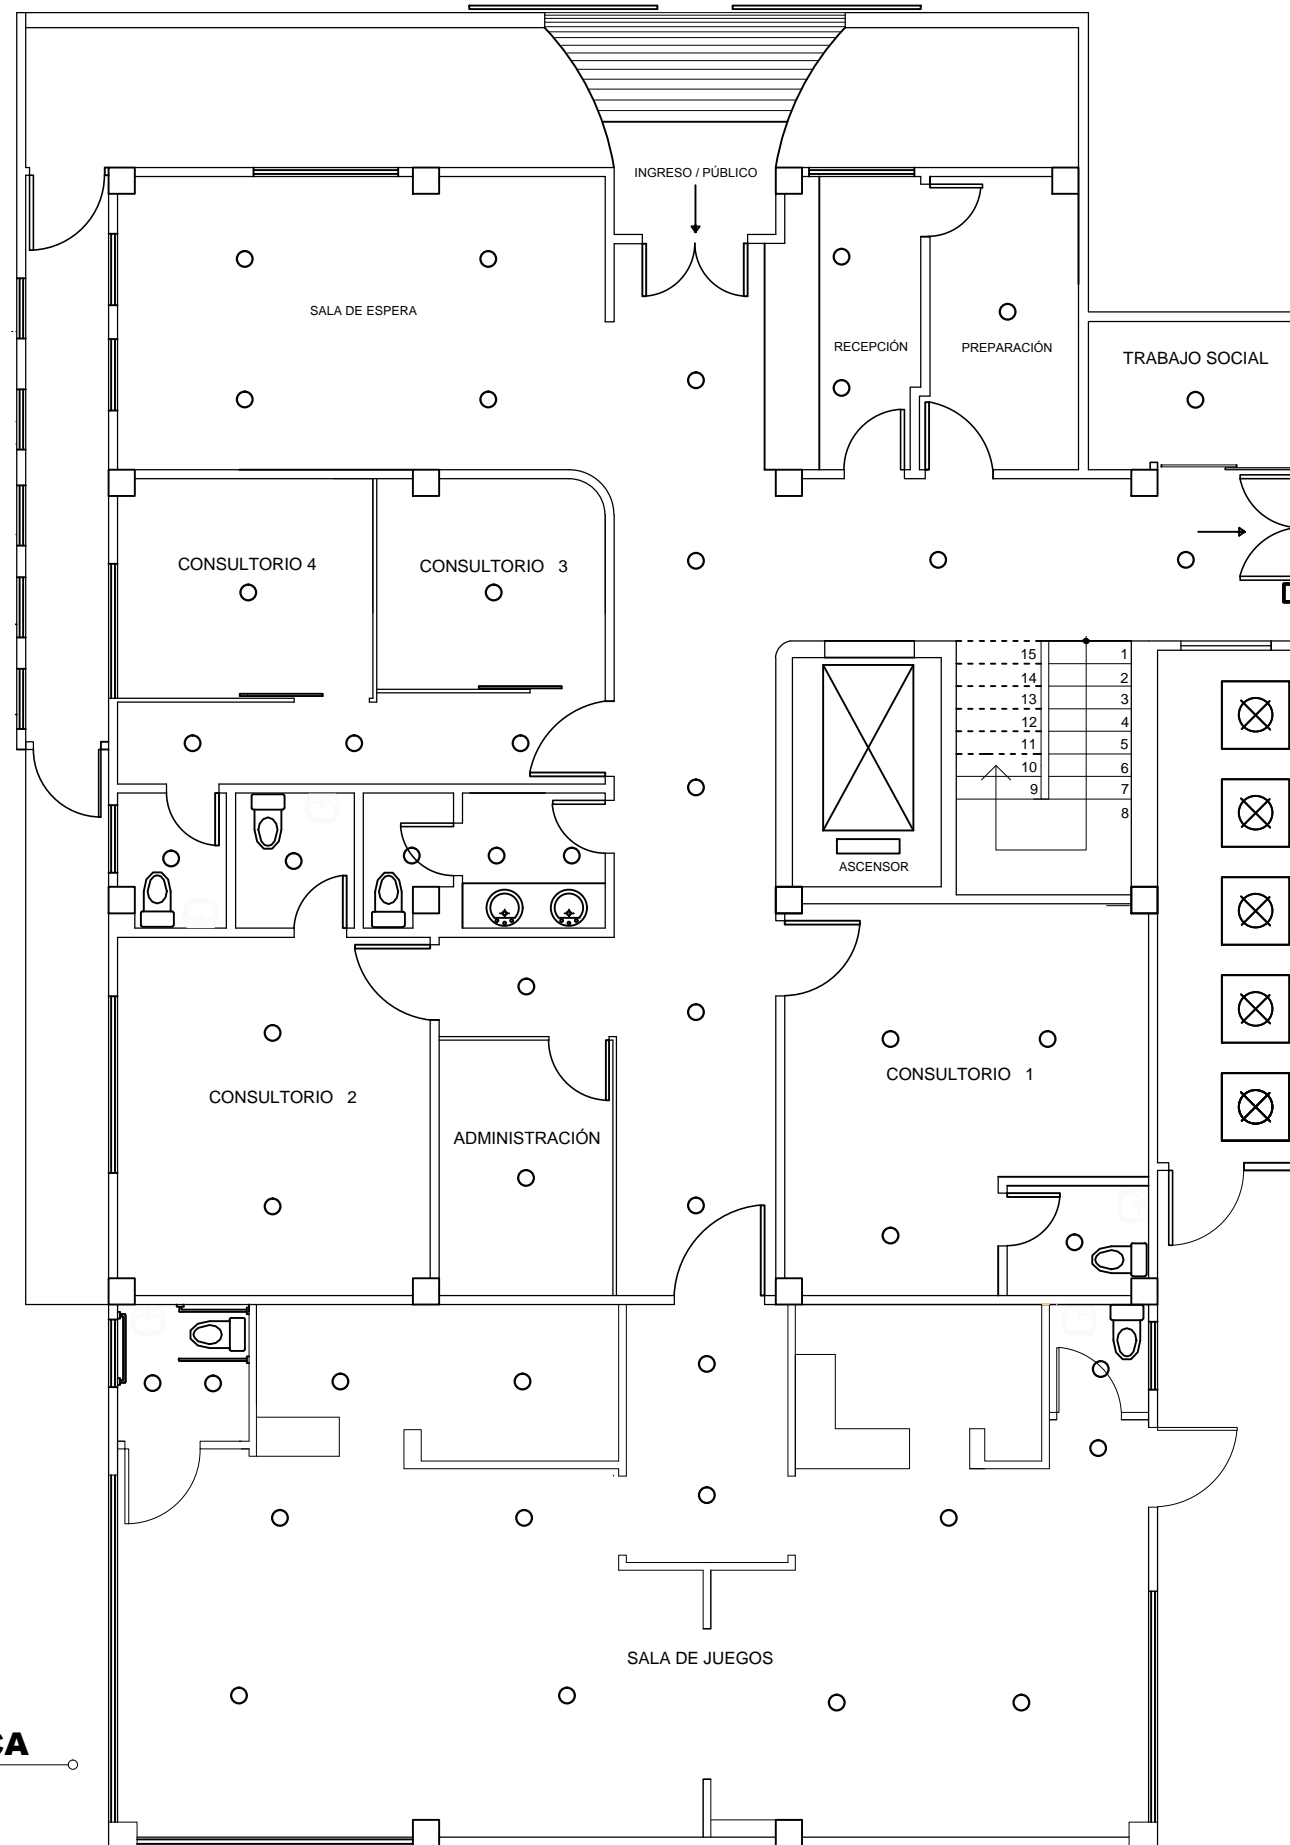 INGRESO / PÚBLICO
SALA DE ESPERA
RECEPCIÓN
PREPARACIÓN
TRABAJO SOCIAL
CONSULTORIO 4
CONSULTORIO 3
15
14
13
12
11
10
9
1
2
3
4
5
6
7
8
ASCENSOR
CONSULTORIO 2
CONSULTORIO 1
ADMINISTRACIÓN
SALA DE JUEGOS
CA